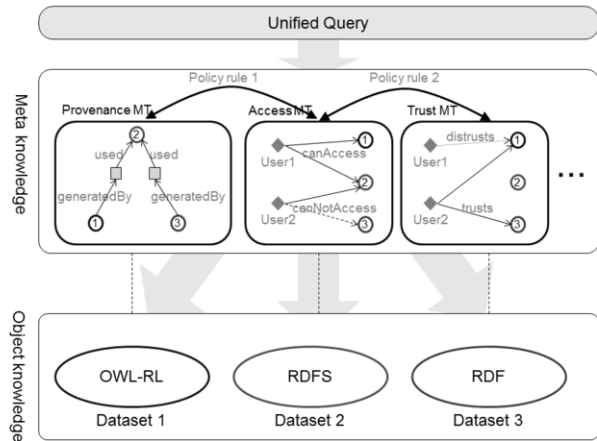 Unified Query
Meta knowledge
Policy rule 1
Policy rule 2
Provenance MT
Access MT
Trust MT
2
used
used
generatedBy
generatedBy
1
3
User1
canAccess
1
2
User2
canNotAccess
3
distrusts
User1
1
2
User2
trusts
3
...
Object knowledge
OWL-RL
RDFS
RDF
Dataset 1
Dataset 2
Dataset 3